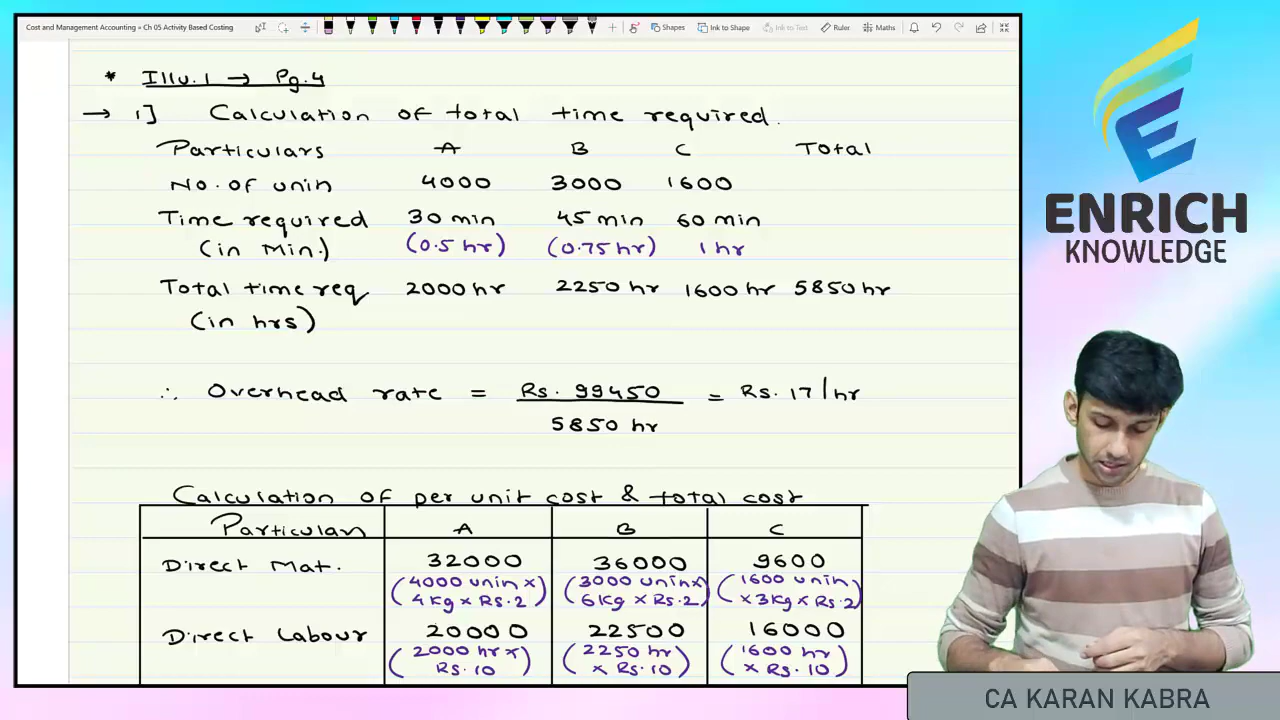 Cost and Management Accounting » Ch 05 Activity Based Costing
Shapes Ink to Shape Ink to Text Ruler Maths
* Illu.1 → Pg.4
→ 1] Calculation of total time required.
Particulars A B C Total
No. of units 4000 3000 1600
Time required 30 min 45 min 60 min
(in Min.) (0.5 hr) (0.75 hr) 1 hr
Total time req 2000 hr 2250 hr 1600 hr 5850 hr
(in hrs)
∴ Overhead rate = Rs. 99450 = Rs. 17/hr
5850 hr
Calculation of per unit cost & total cost
Particulars A B C
Direct Mat. 32000 36000 9600
(4000 units × (3000 units × (1600 units
4Kg × Rs.2) 6Kg × Rs.2) × 3Kg × Rs.2)
Direct Labour 20000 22500 16000
(2000 hr × (2250 hr (1600 hr
Rs. 10) × Rs. 10) × Rs. 10)
ENRICH
KNOWLEDGE
CA KARAN KABRA